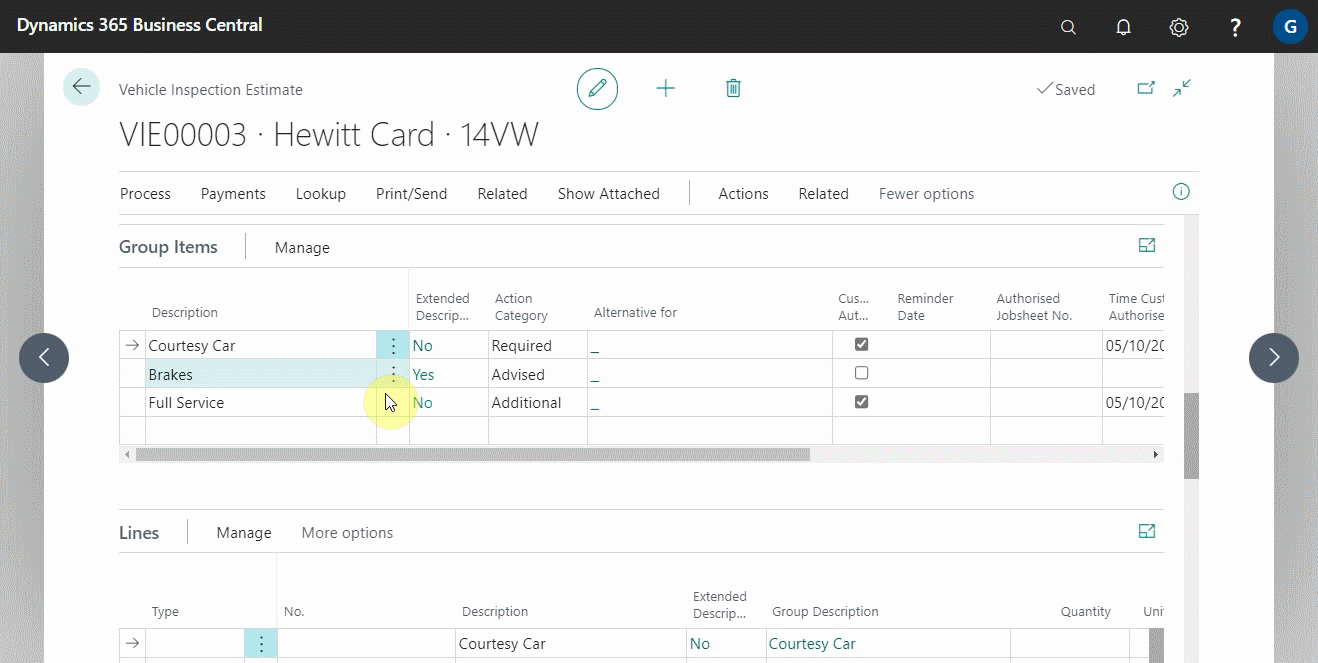 Dynamics 365 Business Central
?
G
Vehicle Inspection Estimate
Saved
VIE00003 · Hewitt Card · 14VW
Process Payments Lookup Print/Send Related Show Attached Actions Related Fewer options
Group Items Manage
Description Extended Descrip... Action Category Alternative for Cus... Aut... Reminder Date Authorised Jobsheet No. Time Cust Authorise
Courtesy Car No Required _ 05/10/20
Brakes Yes Advised _
Full Service No Additional _ 05/10/20
Lines Manage More options
Type No. Description Extended Descrip... Group Description Quantity Unit
Courtesy Car No Courtesy Car